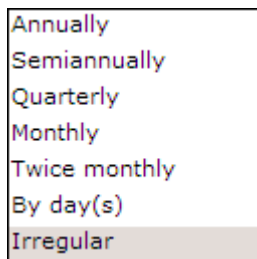 Annually
Semiannually
Quarterly
Monthly
Twice monthly
By day(s)
Irregular